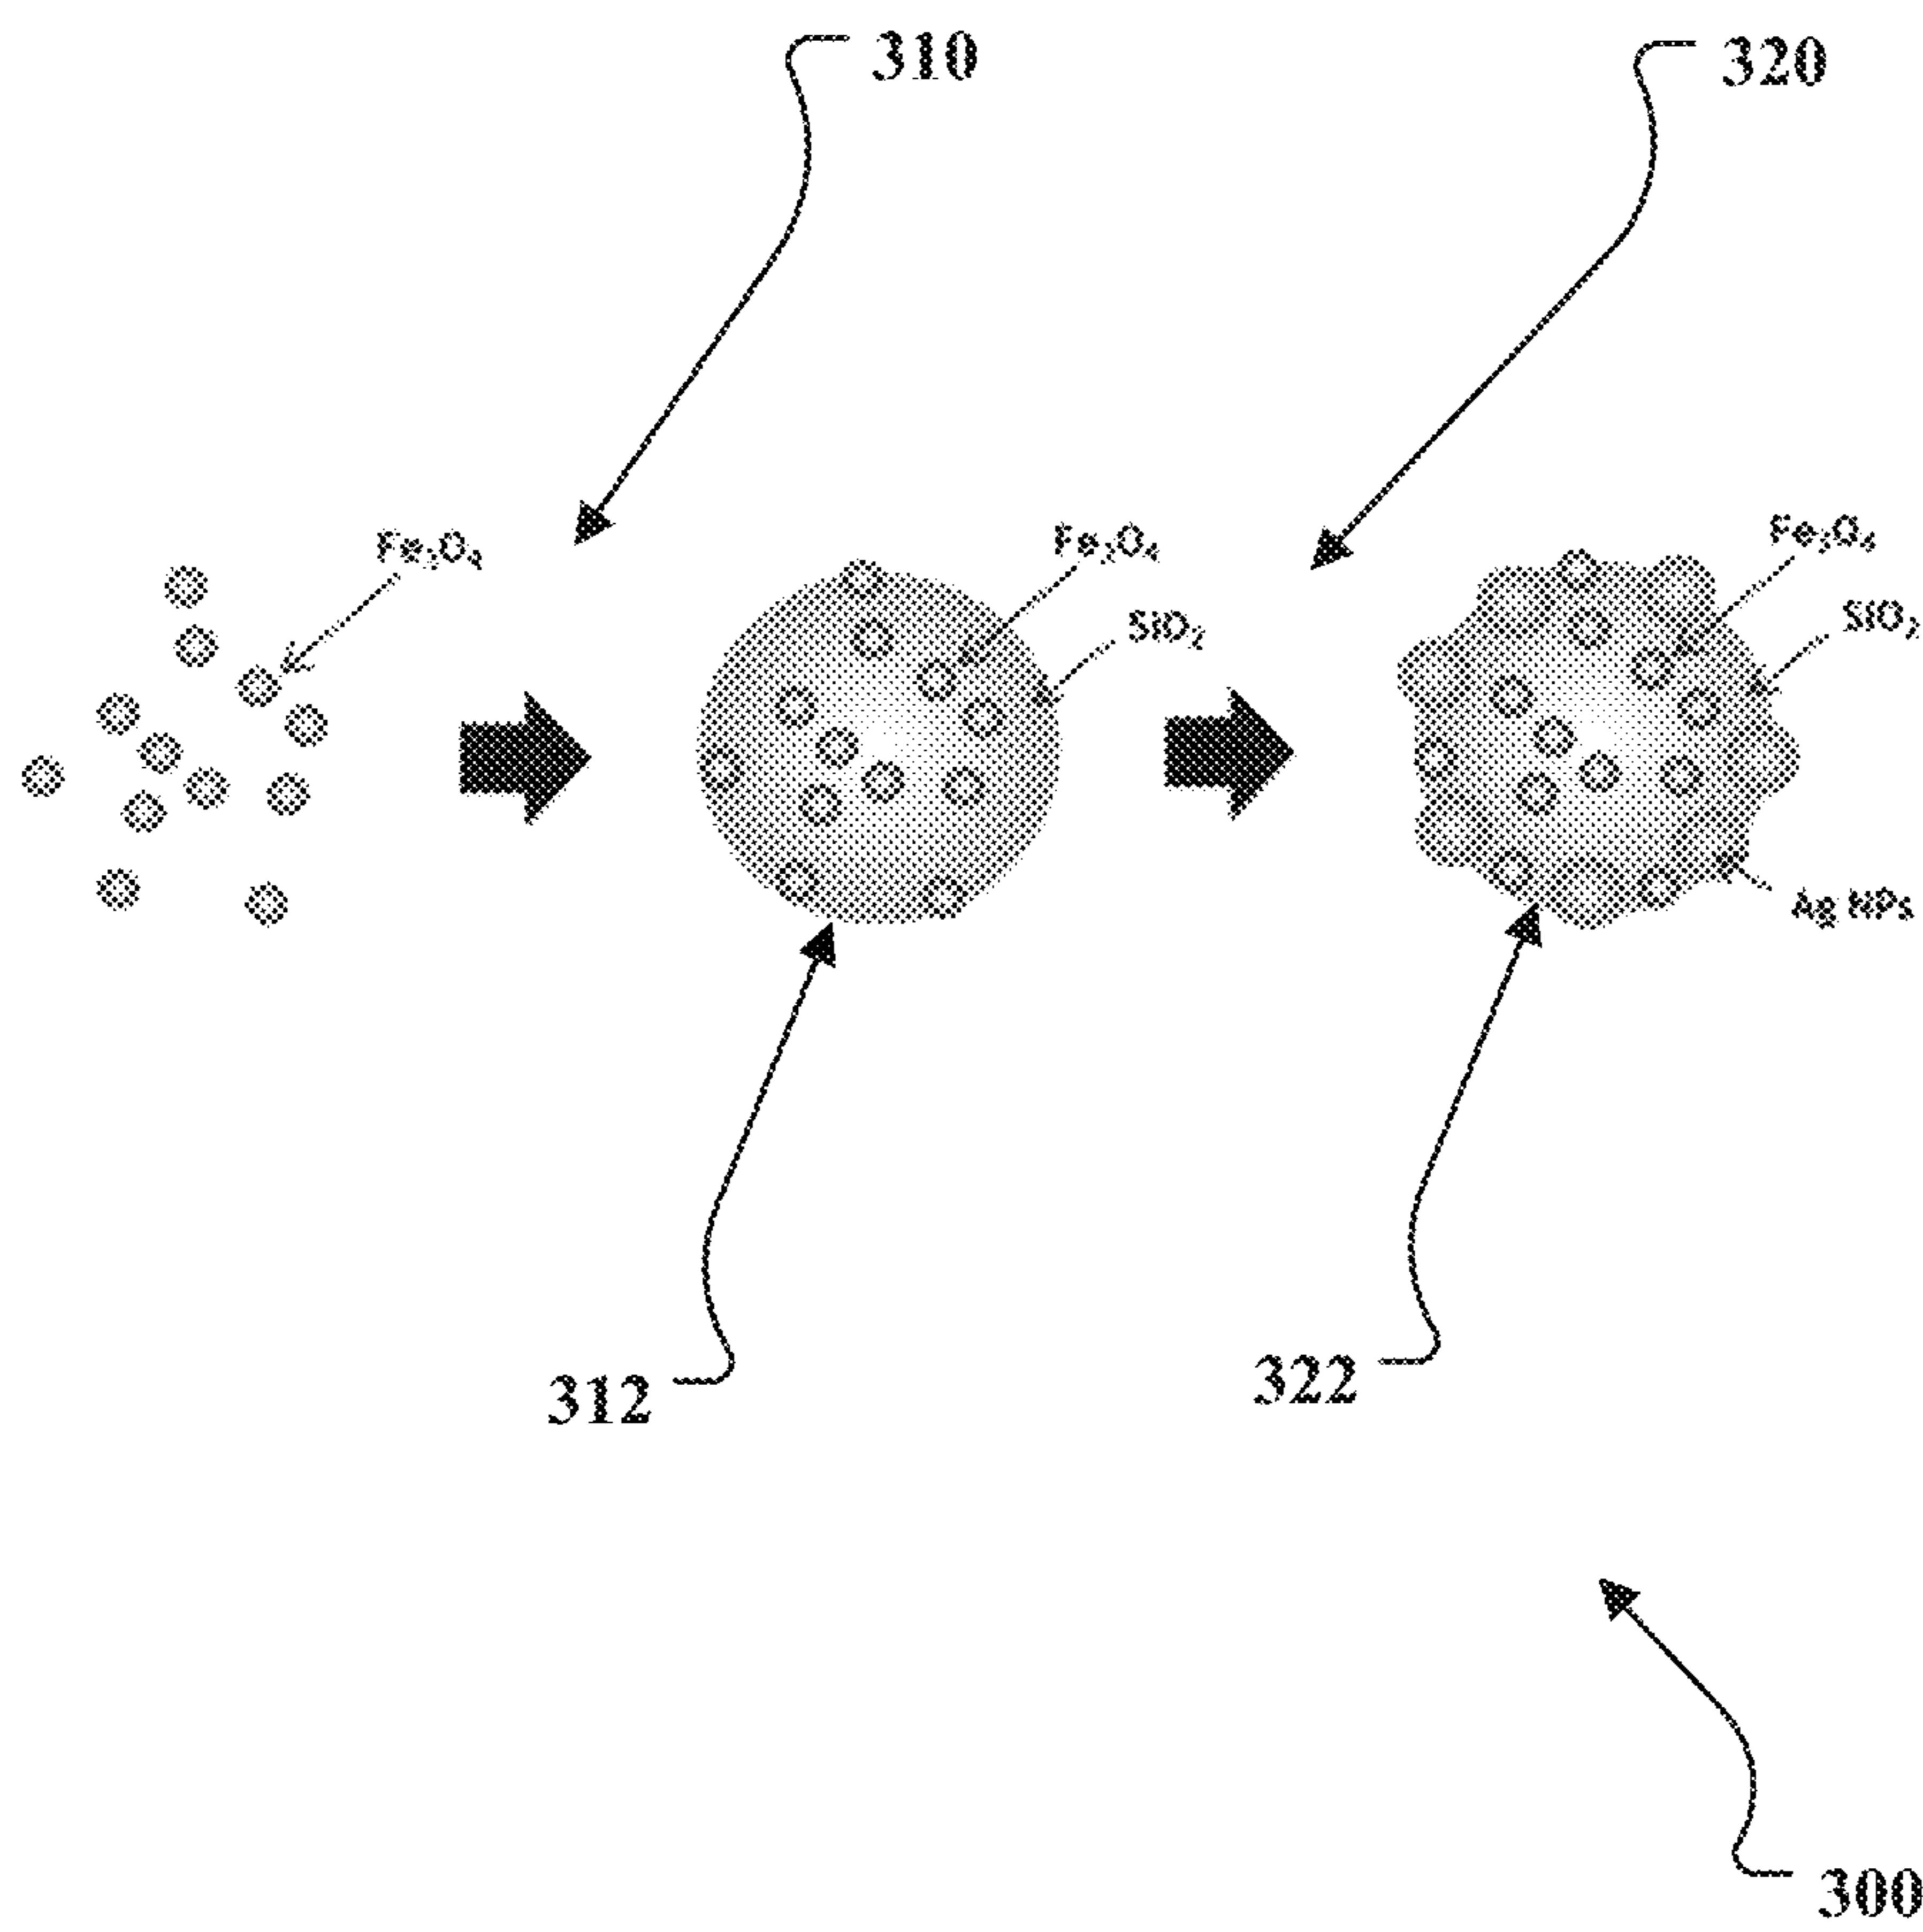 310
320
Fe₃O₄
Fe₃O₄
Fe₃O₄
SiO₂
SiO₂
Ag NPs
312
322
300